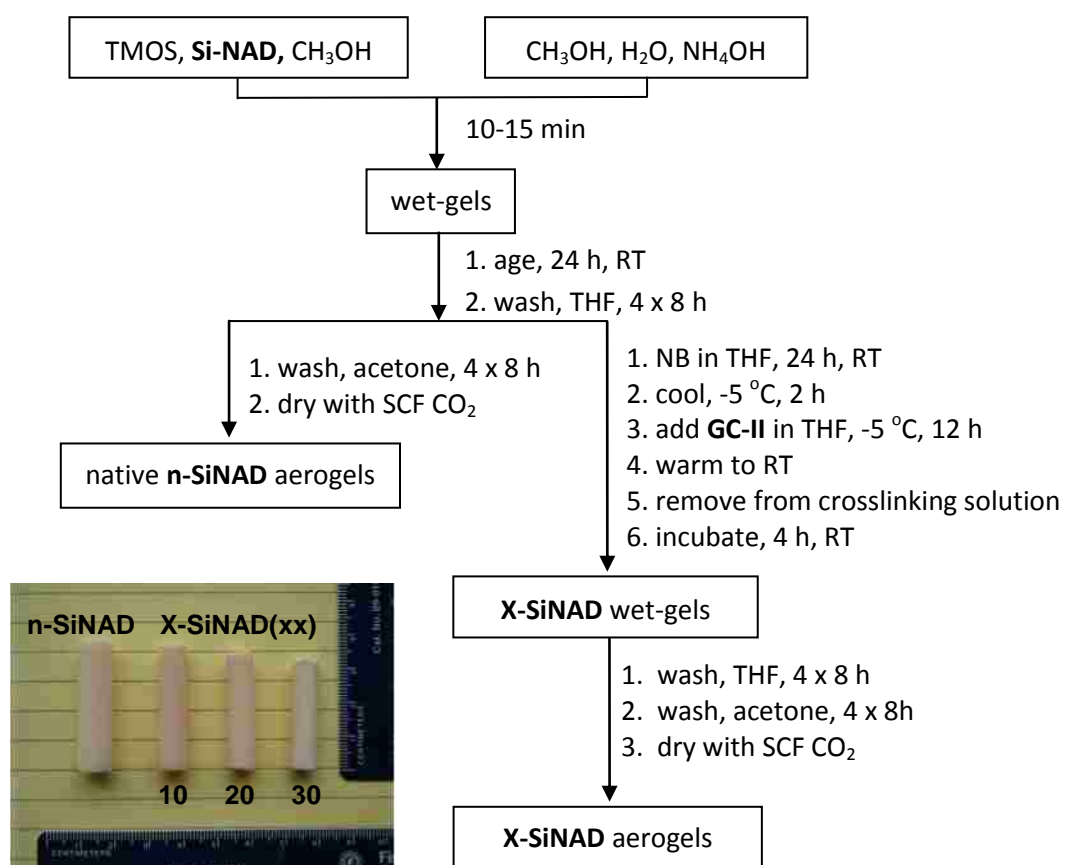 TMOS, Si-NAD, CH₃OH
CH₃OH, H₂O, NH₄OH
10-15 min
wet-gels
1. age, 24 h, RT
2. wash, THF, 4 x 8 h
1. wash, acetone, 4 x 8 h
2. dry with SCF CO₂
native n-SiNAD aerogels
1. NB in THF, 24 h, RT
2. cool, -5 °C, 2 h
3. add GC-II in THF, -5 °C, 12 h
4. warm to RT
5. remove from crosslinking solution
6. incubate, 4 h, RT
X-SiNAD wet-gels
1. wash, THF, 4 x 8 h
2. wash, acetone, 4 x 8h
3. dry with SCF CO₂
X-SiNAD aerogels
n-SiNAD X-SiNAD(xx)
10 20 30
CENTIMETERS
CENTIMETERS